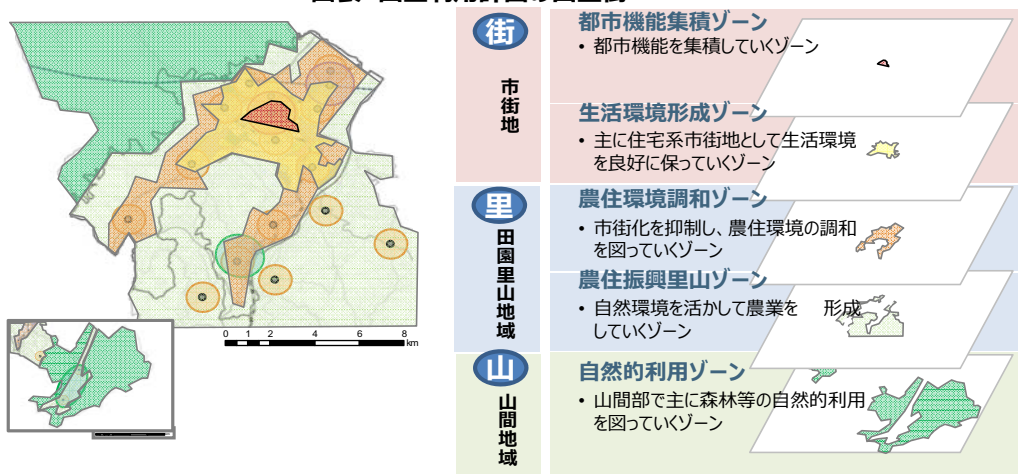 街
市街地
都市機能集積ゾーン
• 都市機能を集積していくゾーン
生活環境形成ゾーン
• 主に住宅系市街地として生活環境
を良好に保っていくゾーン
里
田園里山地域
農住環境調和ゾーン
• 市街化を抑制し、農住環境の調和
を図っていくゾーン
農住振興里山ゾーン
• 自然環境を活かして農業を 形成
していくゾーン
山
山間地域
自然的利用ゾーン
• 山間部で主に森林等の自然的利用
を図っていくゾーン
0 1 2 4 6 8
km